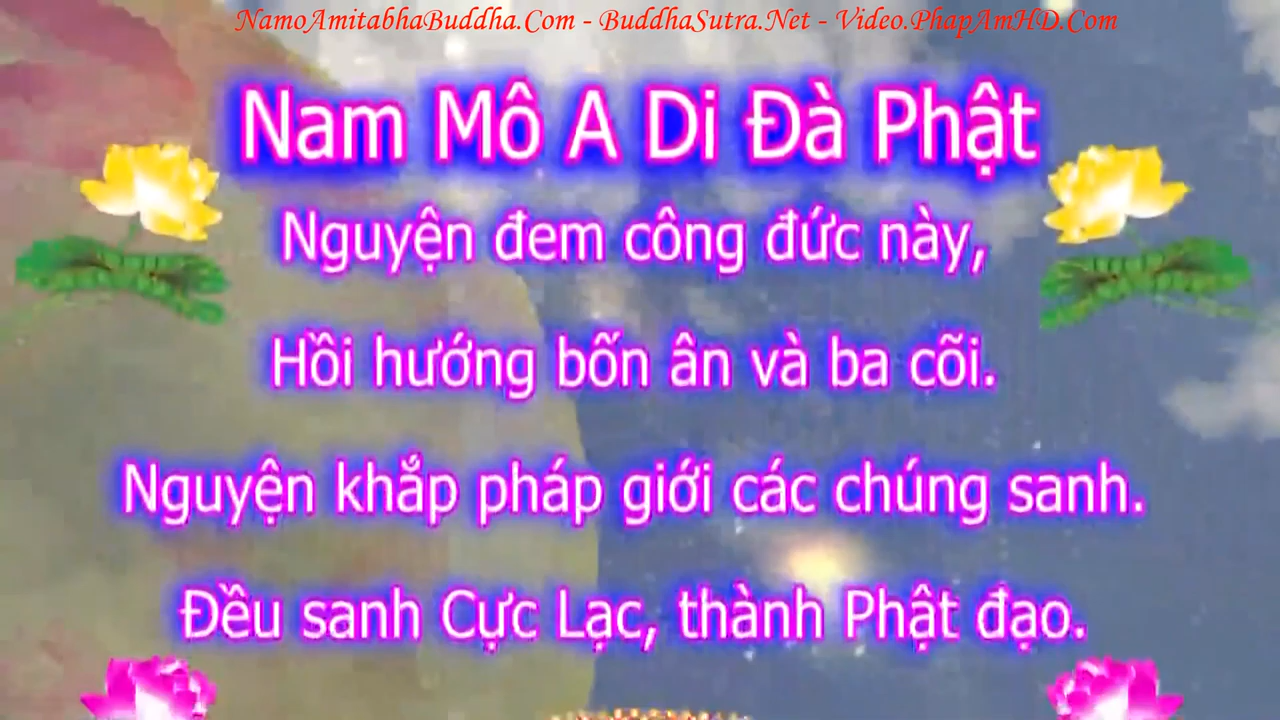 NamoAmitabhaBuddha.Com - BuddhaSutra.Net - Video.PhapAmHD.Com
Nam Mô A Di Đà Phật
Nguyện đem công đức này,
Hồi hướng bốn ân và ba cõi.
Nguyện khắp pháp giới các chúng sanh.
Đều sanh Cực Lạc, thành Phật đạo.